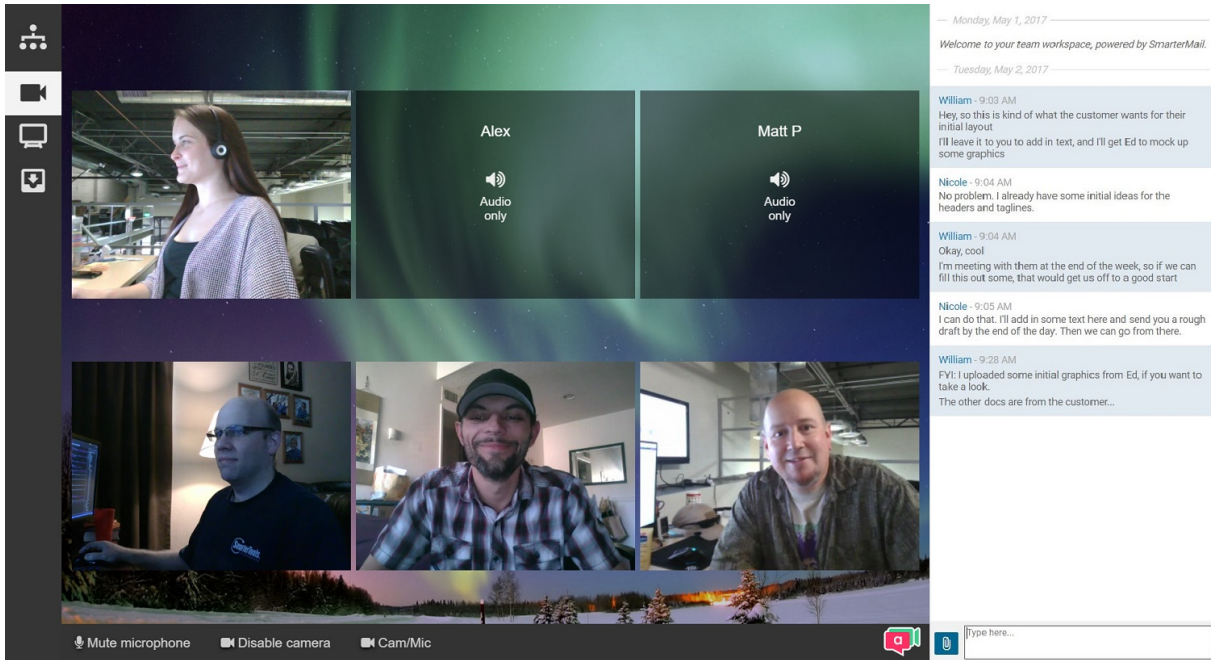 Alex
Audio
only
Matt P
Audio
only
SmarterTools
Mute microphone
Disable camera
Cam/Mic
a
Monday, May 1, 2017
Welcome to your team workspace, powered by SmarterMail.
Tuesday, May 2, 2017
William - 9:03 AM
Hey, so this is kind of what the customer wants for their
initial layout
I'll leave it to you to add in text, and I'll get Ed to mock up
some graphics
Nicole - 9:04 AM
No problem. I already have some initial ideas for the
headers and taglines.
William - 9:04 AM
Okay, cool
I'm meeting with them at the end of the week, so if we can
fill this out some, that would get us off to a good start
Nicole - 9:05 AM
I can do that. I'll add in some text here and send you a rough
draft by the end of the day. Then we can go from there.
William - 9:28 AM
FYI: I uploaded some initial graphics from Ed, if you want to
take a look.
The other docs are from the customer...
Type here...